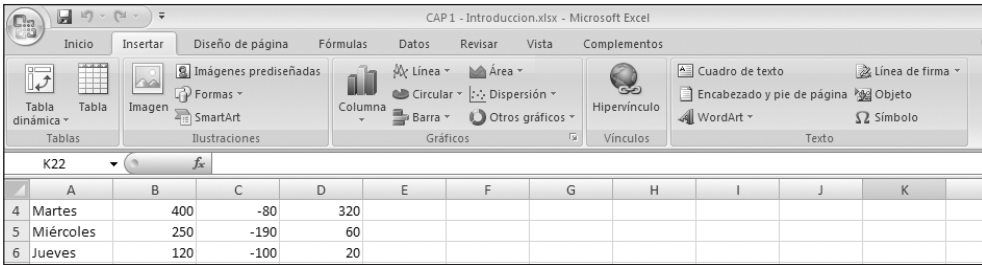 CAP 1 - Introduccion.xlsx - Microsoft Excel
Inicio Insertar Diseño de página Fórmulas Datos Revisar Vista Complementos
Tabla dinámica Tabla
Tablas
Imagen
Imágenes prediseñadas
Formas
SmartArt
Ilustraciones
Columna
Línea Área
Circular Dispersión
Barra Otros gráficos
Gráficos
Hipervínculo
Vínculos
Cuadro de texto
Encabezado y pie de página
WordArt
Línea de firma
Objeto
Símbolo
Texto
K22 fx
A B C D E F G H I J K
4 Martes 400 -80 320
5 Miércoles 250 -190 60
6 Jueves 120 -100 20